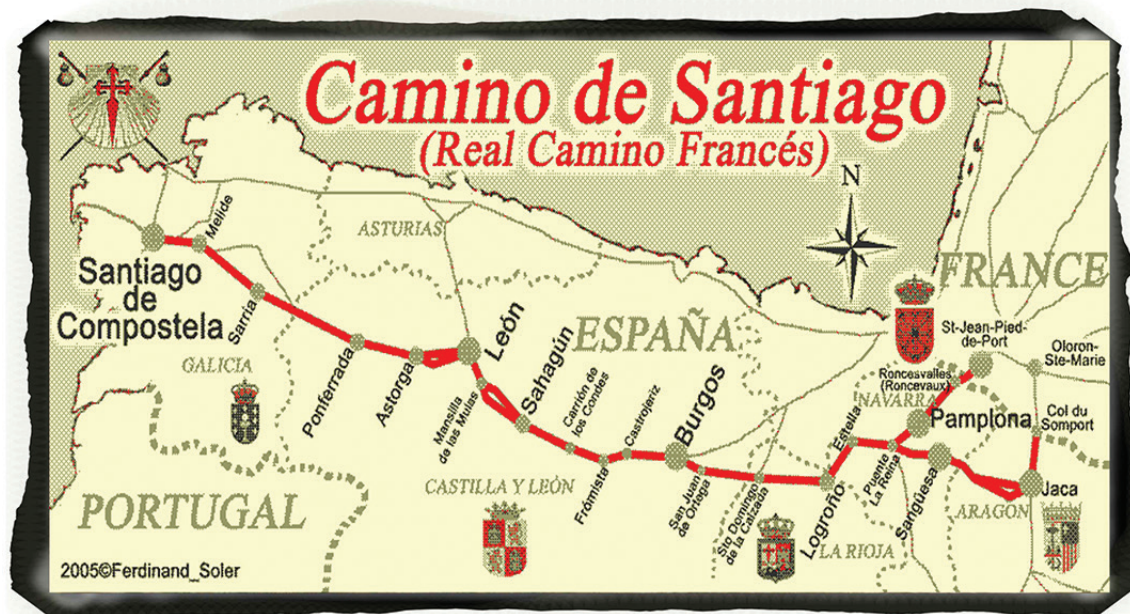 Camino de Santiago
(Real Camino Francés)
N
ASTURIAS
FRANCE
Melide
Santiago
de
Compostela
Sarria
GALICIA
Ponferrada
Astorga
León
Mansilla
de las Mulas
Sahagún
ESPAÑA
Carrión de
los Condes
Frómista
Castrojeriz
Burgos
San Juan
de Ortega
Sto Domingo
de la Calzada
Logroño
Estella
Puente
La Reina
Pamplona
NAVARRA
Roncesvalles
(Roncevaux)
St-Jean-Pied-
de-Port
Oloron-
Ste-Marie
Col du
Somport
Jaca
Sangüesa
ARAGÓN
LA RIOJA
CASTILLA Y LEÓN
PORTUGAL
2005©Ferdinand_Soler